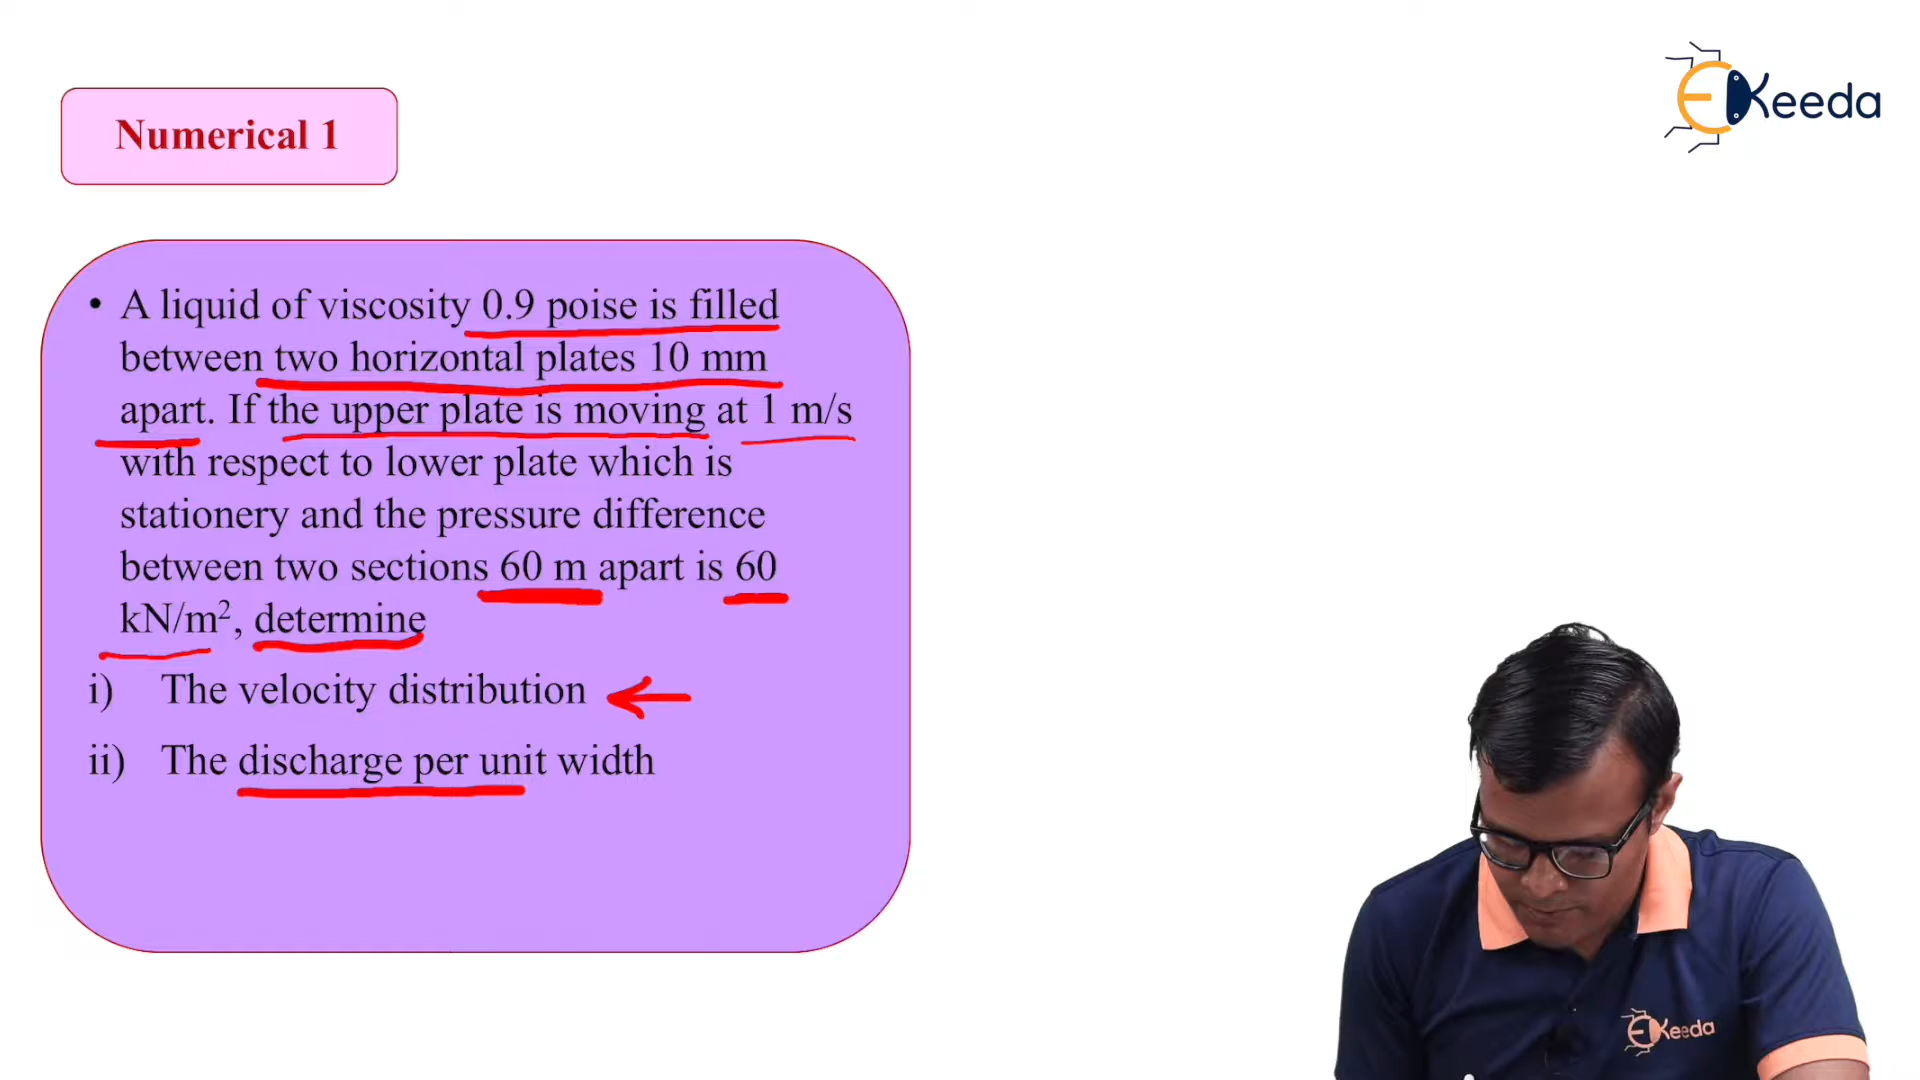 Numerical 1
EKeeda
• A liquid of viscosity 0.9 poise is filled
between two horizontal plates 10 mm
apart. If the upper plate is moving at 1 m/s
with respect to lower plate which is
stationery and the pressure difference
between two sections 60 m apart is 60
kN/m², determine
i) The velocity distribution
ii) The discharge per unit width
EKeeda